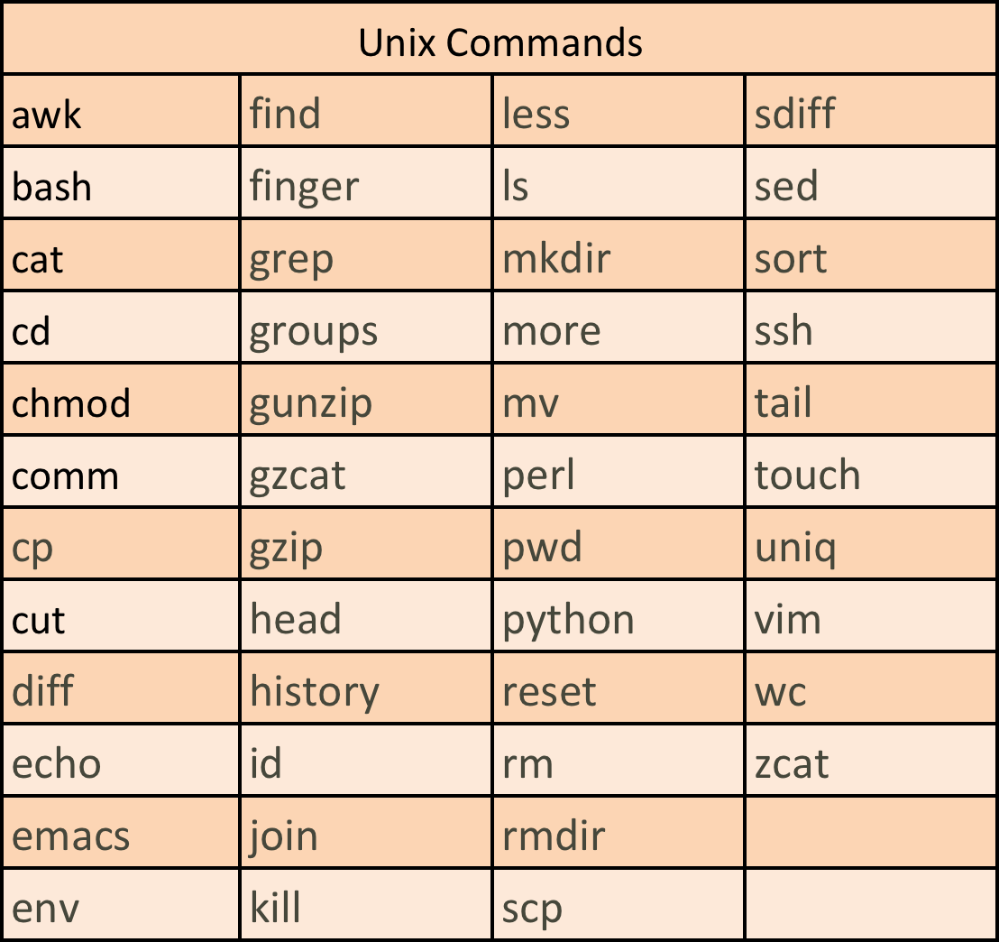 Unix Commands
awk find less sdiff
bash finger ls sed
cat grep mkdir sort
cd groups more ssh
chmod gunzip mv tail
comm gzcat perl touch
cp gzip pwd uniq
cut head python vim
diff history reset wc
echo id rm zcat
emacs join rmdir
env kill scp